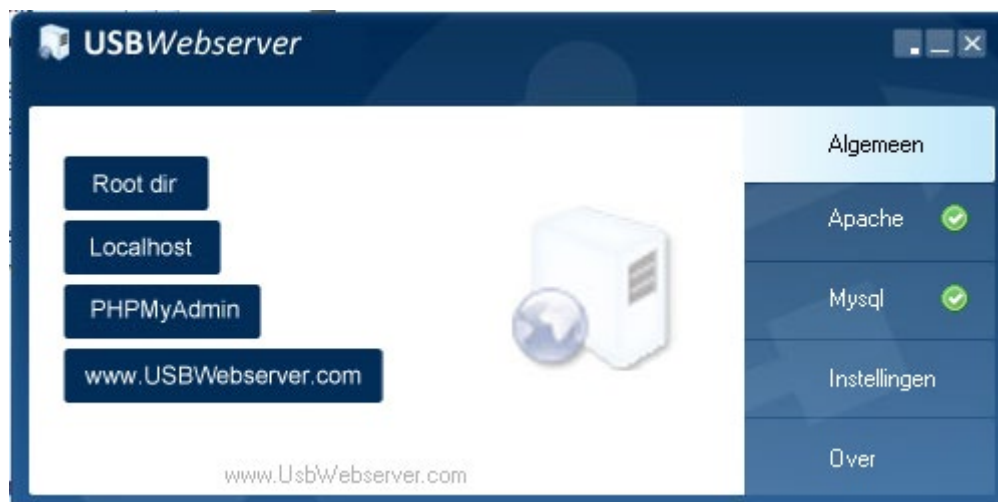 USBWebserver
Root dir
Localhost
PHPMyAdmin
www.USBWebserver.com
www.UsbWebserver.com
Algemeen
Apache
Mysql
Instellingen
Over